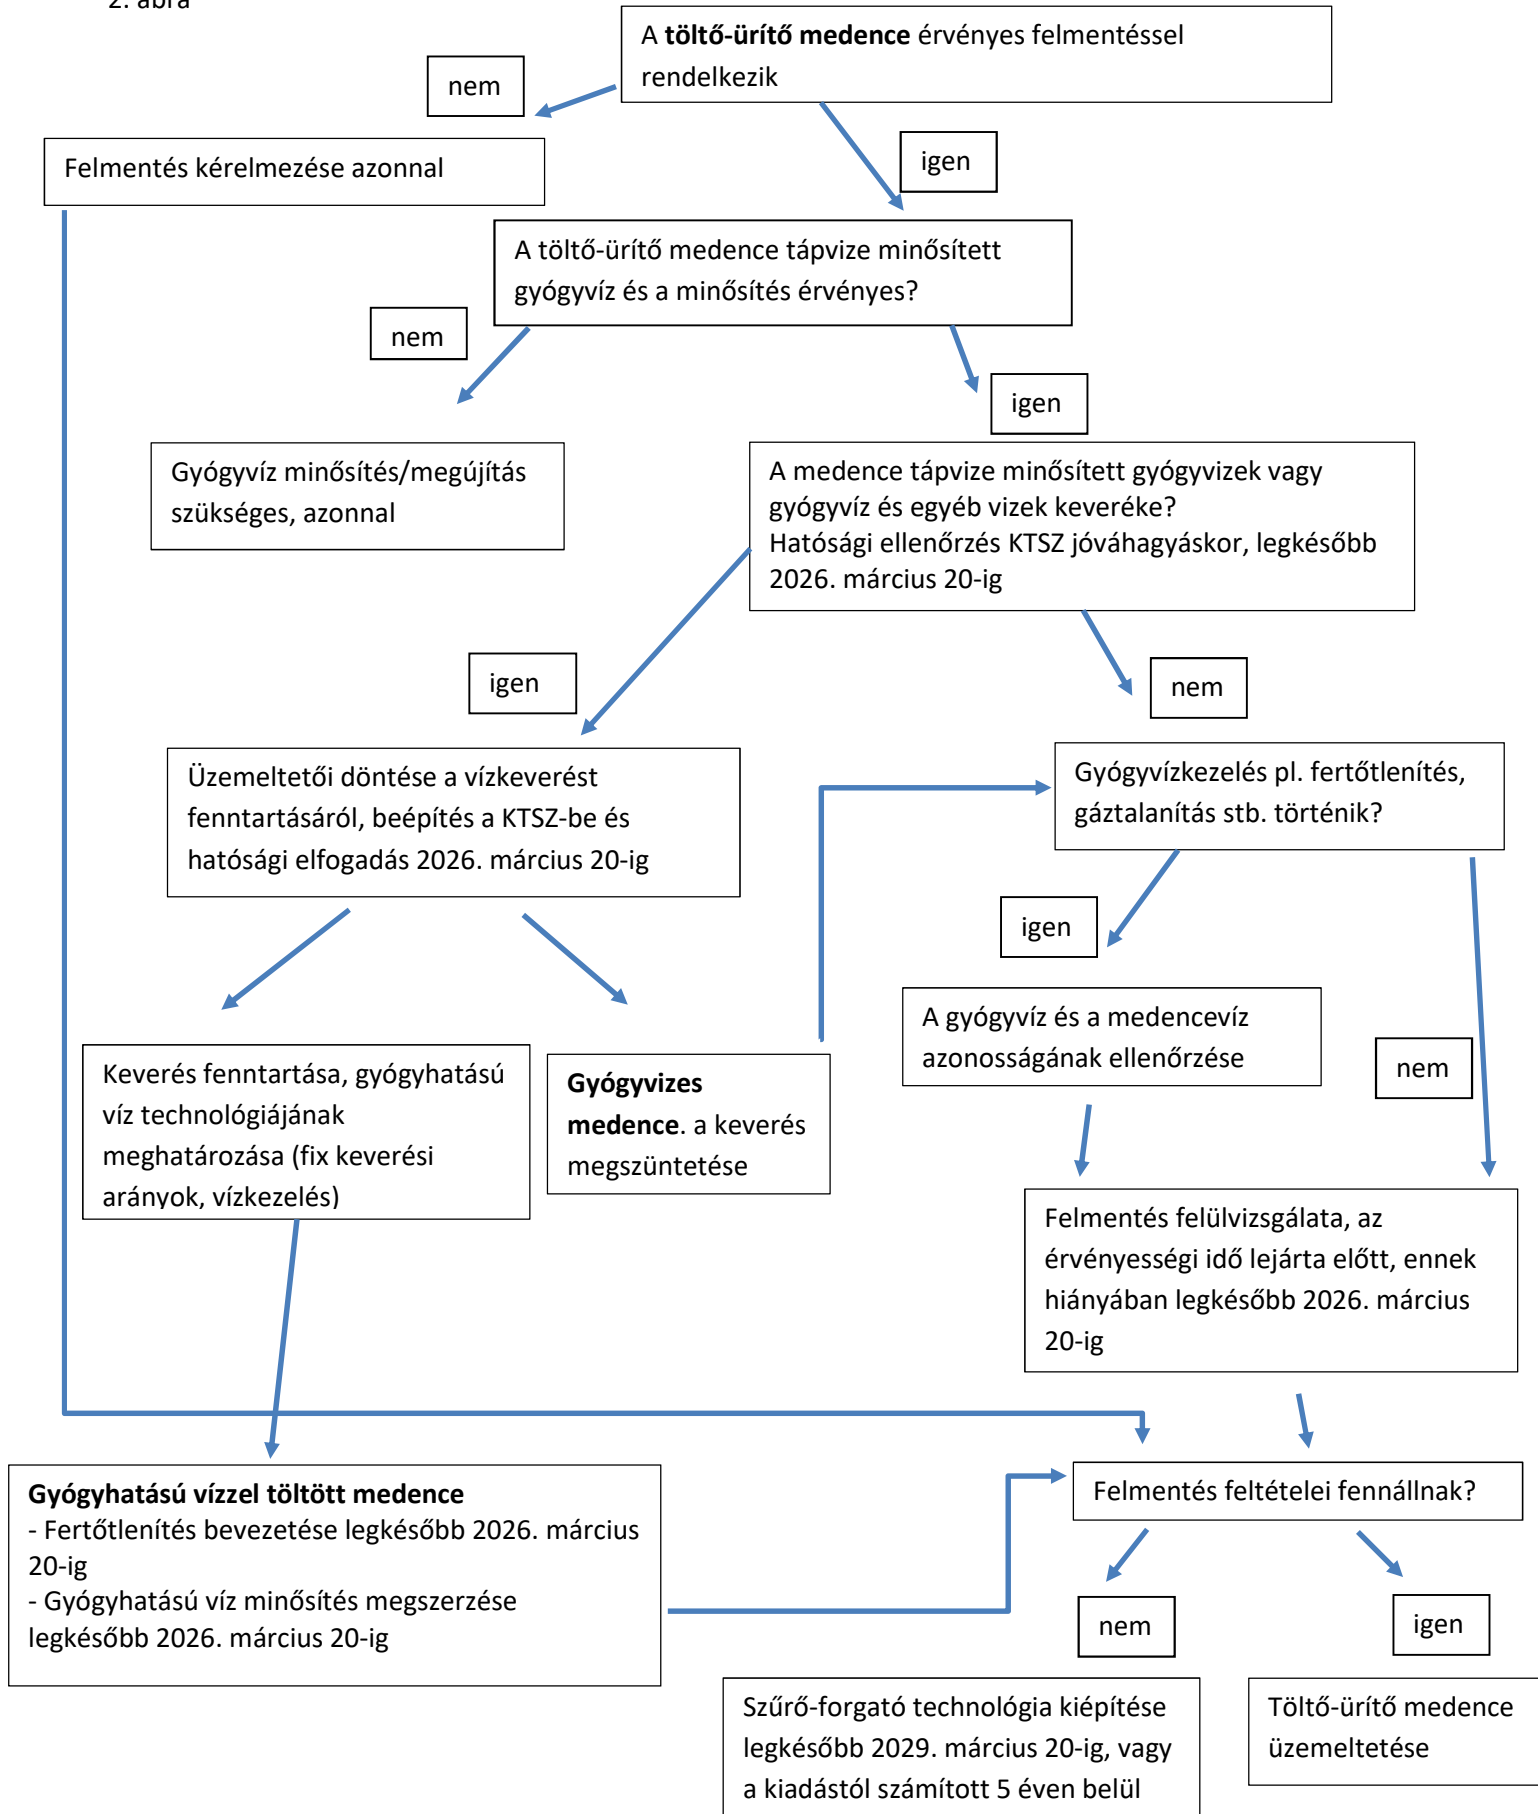 2. ábra
A töltő-ürítő medence érvényes felmentéssel
rendelkezik
nem
igen
Felmentés kérelmezése azonnal
A töltő-ürítő medence tápvize minősített
gyógyvíz és a minősítés érvényes?
nem
igen
Gyógyvíz minősítés/megújítás
szükséges, azonnal
A medence tápvize minősített gyógyvizek vagy
gyógyvíz és egyéb vizek keveréke?
Hatósági ellenőrzés KTSZ jóváhagyáskor, legkésőbb
2026. március 20-ig
igen
nem
Üzemeltetői döntése a vízkeverést
fenntartásáról, beépítés a KTSZ-be és
hatósági elfogadás 2026. március 20-ig
Gyógyvízkezelés pl. fertőtlenítés,
gáztalanítás stb. történik?
igen
nem
A gyógyvíz és a medencevíz
azonosságának ellenőrzése
Keverés fenntartása, gyógyhatású
víz technológiájának
meghatározása (fix keverési
arányok, vízkezelés)
Gyógyvizes
medence. a keverés
megszüntetése
Felmentés felülvizsgálata, az
érvényességi idő lejárta előtt, ennek
hiányában legkésőbb 2026. március
20-ig
Gyógyhatású vízzel töltött medence
- Fertőtlenítés bevezetése legkésőbb 2026. március
20-ig
- Gyógyhatású víz minősítés megszerzése
legkésőbb 2026. március 20-ig
Felmentés feltételei fennállnak?
nem
igen
Szűrő-forgató technológia kiépítése
legkésőbb 2029. március 20-ig, vagy
a kiadástól számított 5 éven belül
Töltő-ürítő medence
üzemeltetése